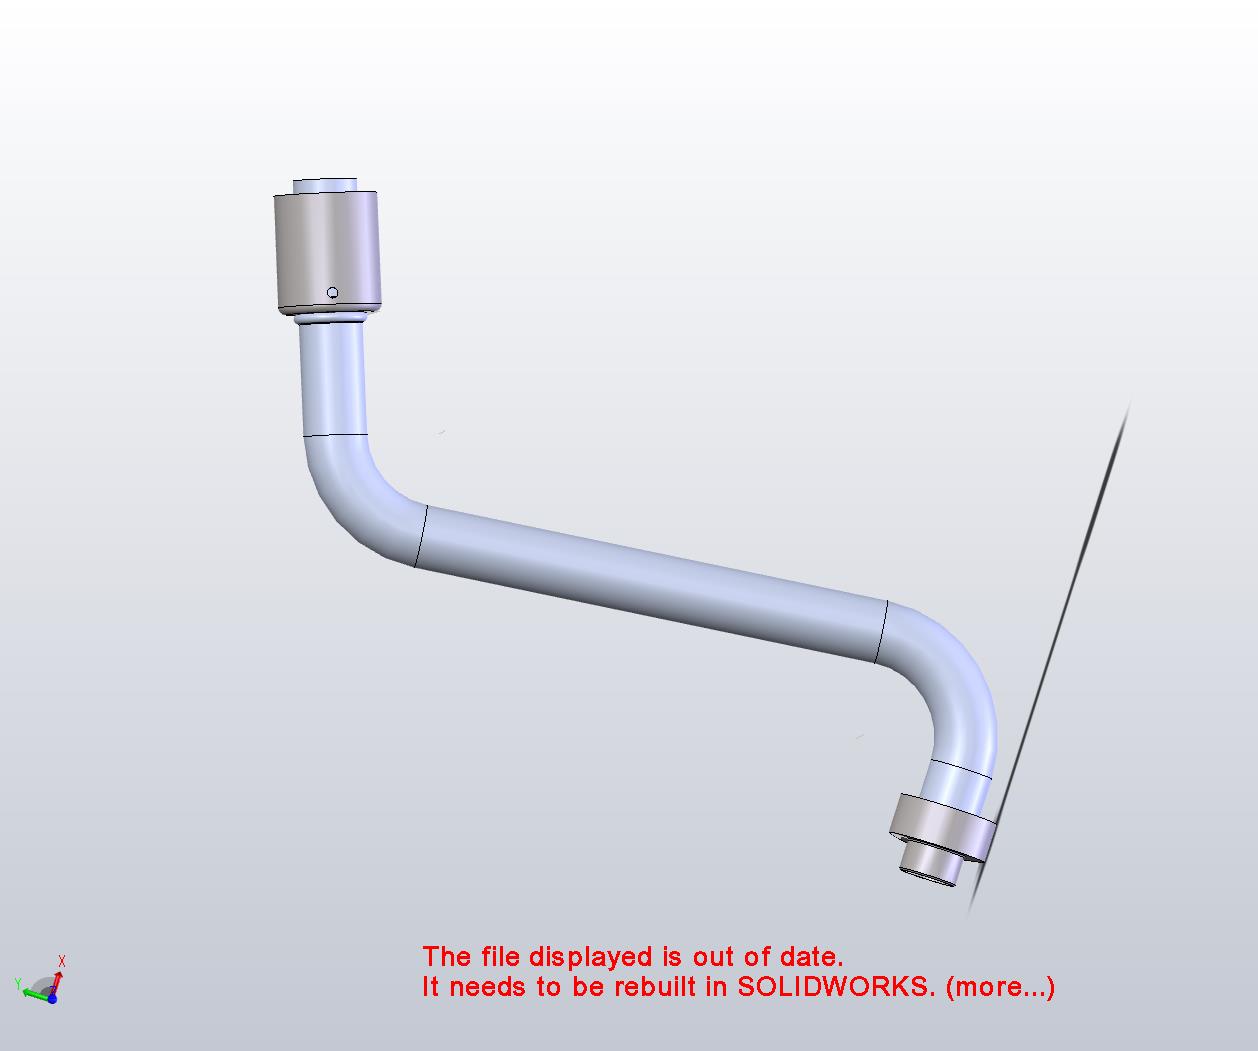 The file displayed is out of date.
It needs to be rebuilt in SOLIDWORKS. (more...)
X
Y